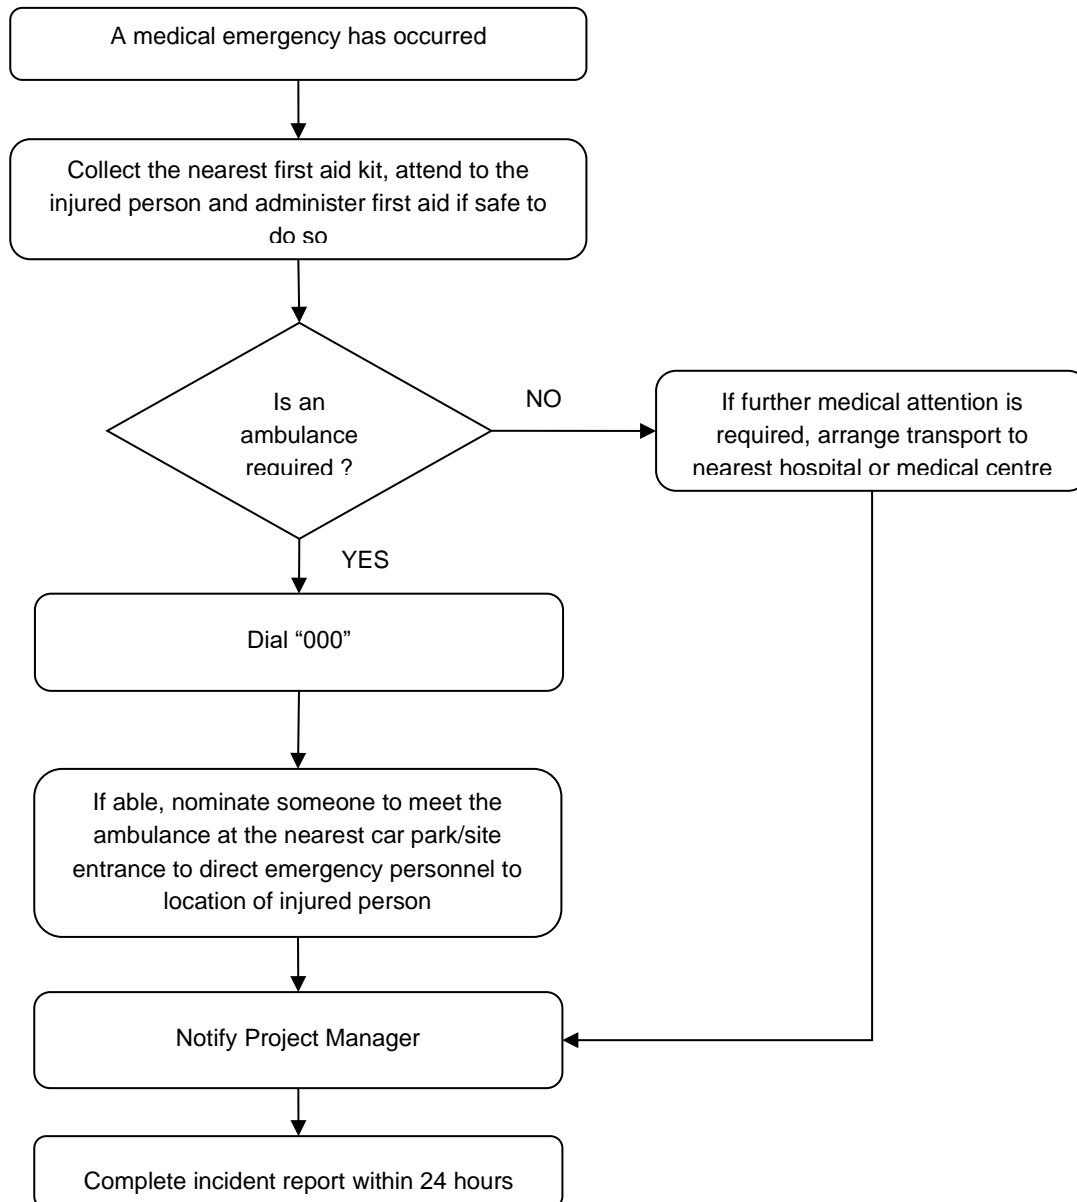 A medical emergency has occurred
Collect the nearest first aid kit, attend to the
injured person and administer first aid if safe to
do so
Is an
ambulance
required ?
NO
If further medical attention is
required, arrange transport to
nearest hospital or medical centre
YES
Dial “000”
If able, nominate someone to meet the
ambulance at the nearest car park/site
entrance to direct emergency personnel to
location of injured person
Notify Project Manager
Complete incident report within 24 hours